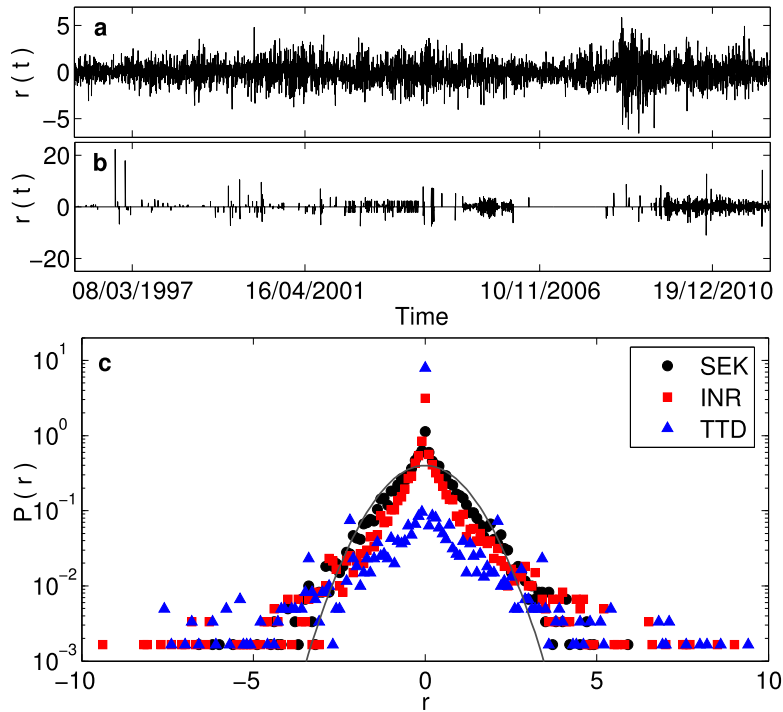 a
r ( t )
5
0
−5
b
r ( t )
20
0
−20
08/03/1997 16/04/2001 10/11/2006 19/12/2010
Time
c
P ( r )
10^1
10^0
10^−1
10^−2
10^−3
SEK
INR
TTD
−10 −5 0 5 10
r